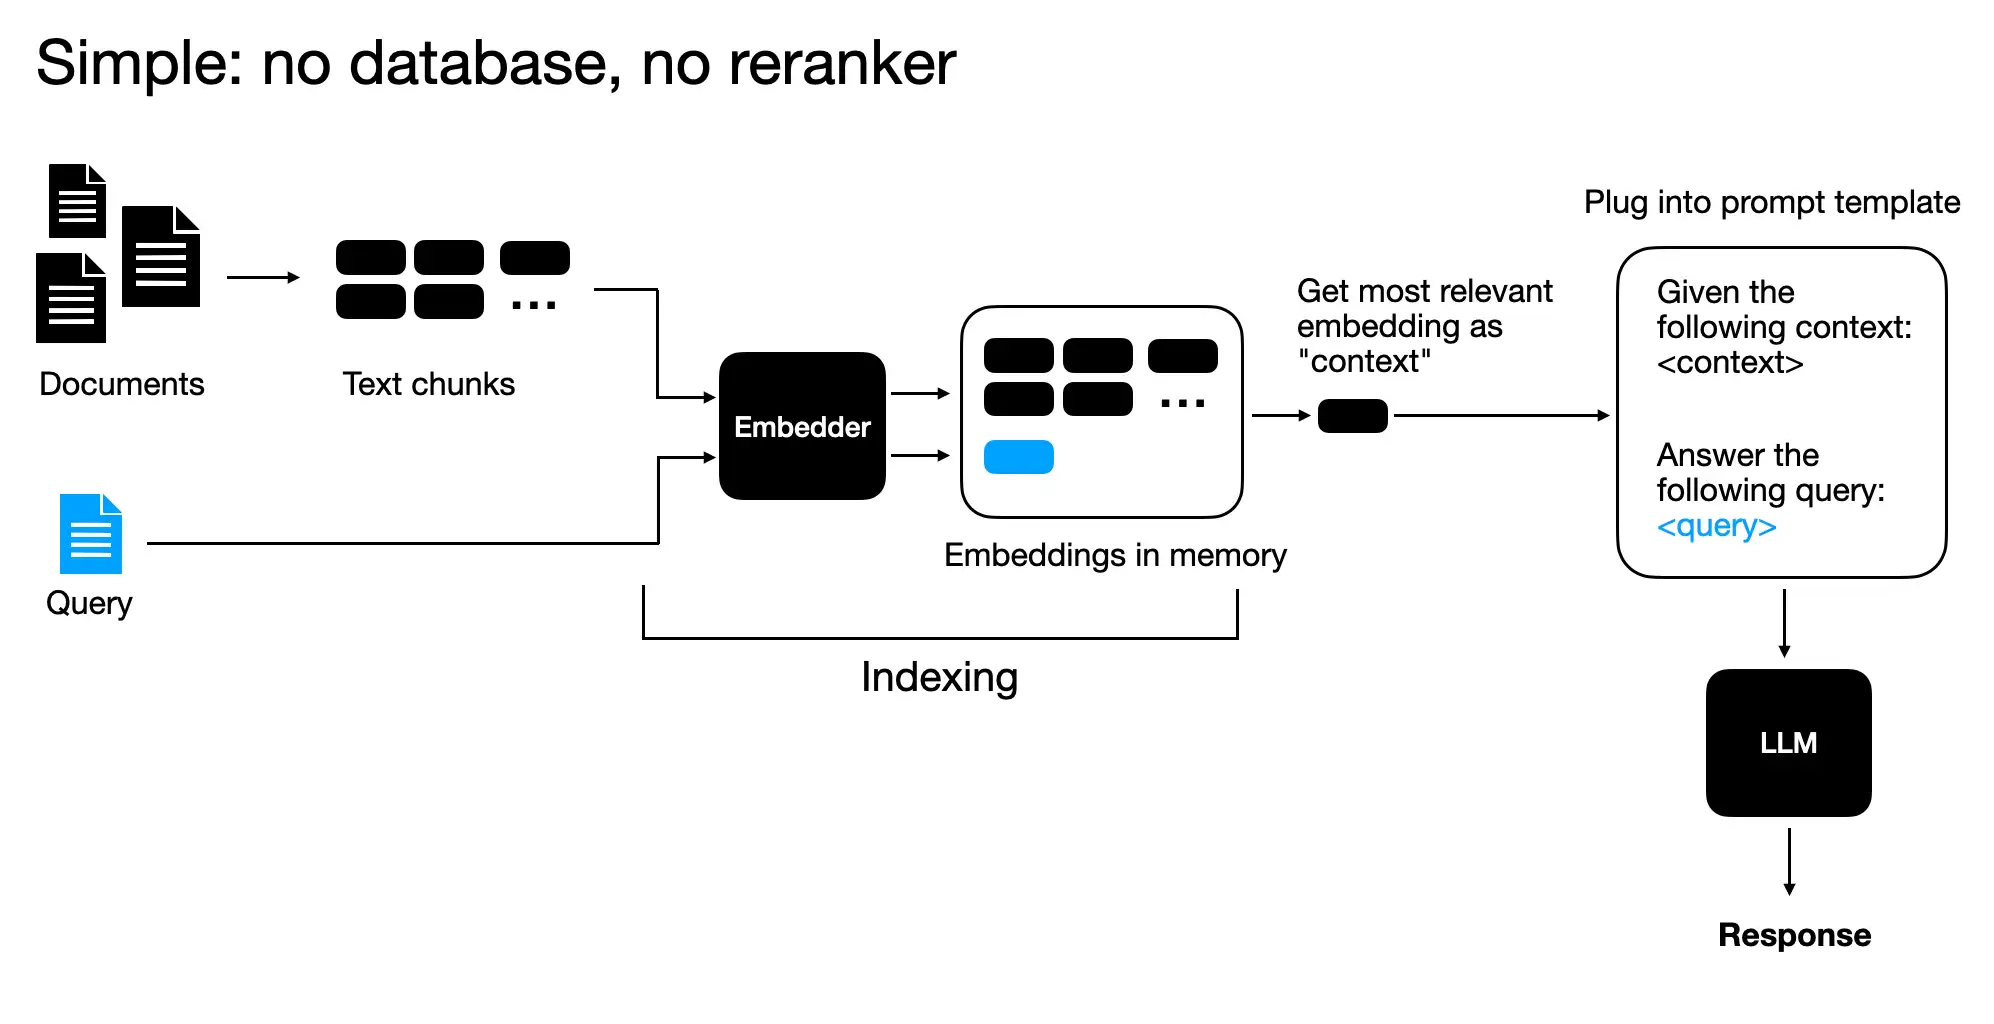 Simple: no database, no reranker
Documents
Text chunks
Query
Embedder
Embeddings in memory
Indexing
Get most relevant
embedding as
"context"
Plug into prompt template
Given the
following context:
<context>
Answer the
following query:
<query>
LLM
Response